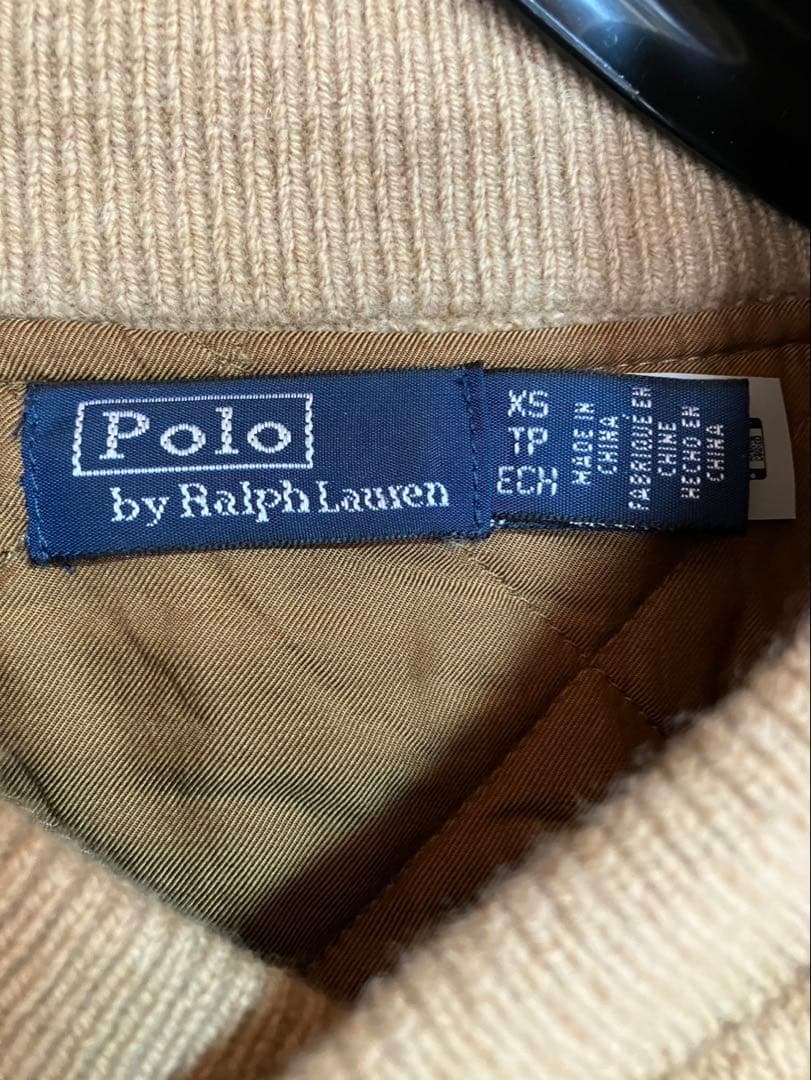 Polo
by Ralph Lauren
XS
TP
ECH
MADE IN
CHINA
FABRIQUE EN
CHINE
HECHO EN
CHINA